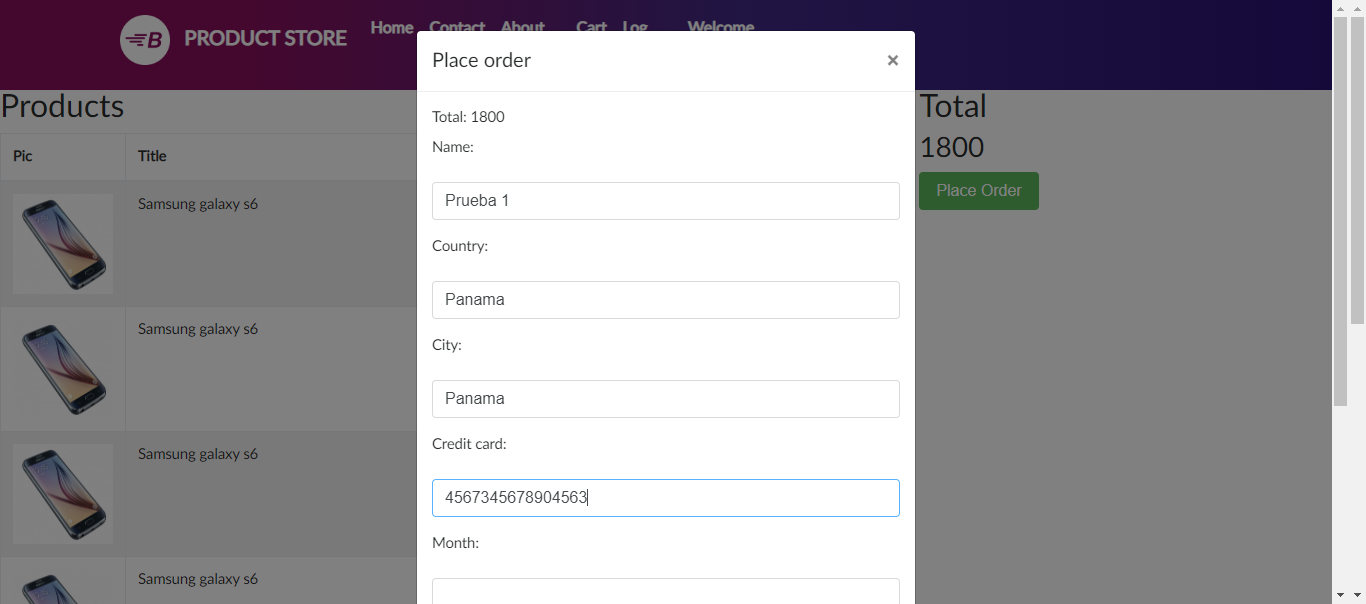 B PRODUCT STORE Home Contact About Cart Log Welcome
Place order ×
Products
Total
1800
Place Order
Pic Title
Samsung galaxy s6
Samsung galaxy s6
Samsung galaxy s6
Samsung galaxy s6
Total: 1800
Name:
Prueba 1
Country:
Panama
City:
Panama
Credit card:
4567345678904563
Month: